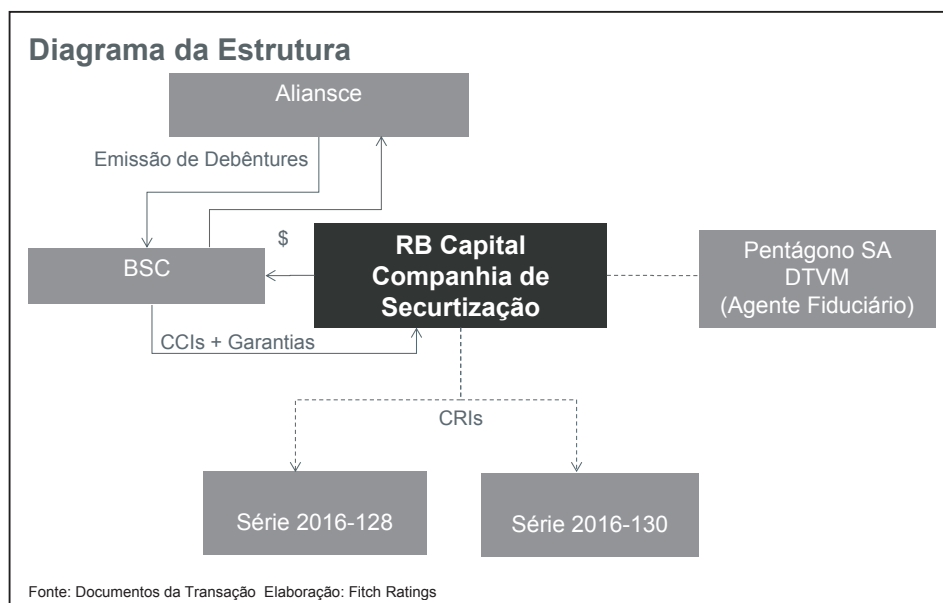 Diagrama da Estrutura
Aliansce
Emissão de Debêntures
$
BSC
RB Capital
Companhia de
Securtização
Pentágono SA
DTVM
(Agente Fiduciário)
CCIs + Garantias
CRIs
Série 2016-128
Série 2016-130
Fonte: Documentos da Transação Elaboração: Fitch Ratings